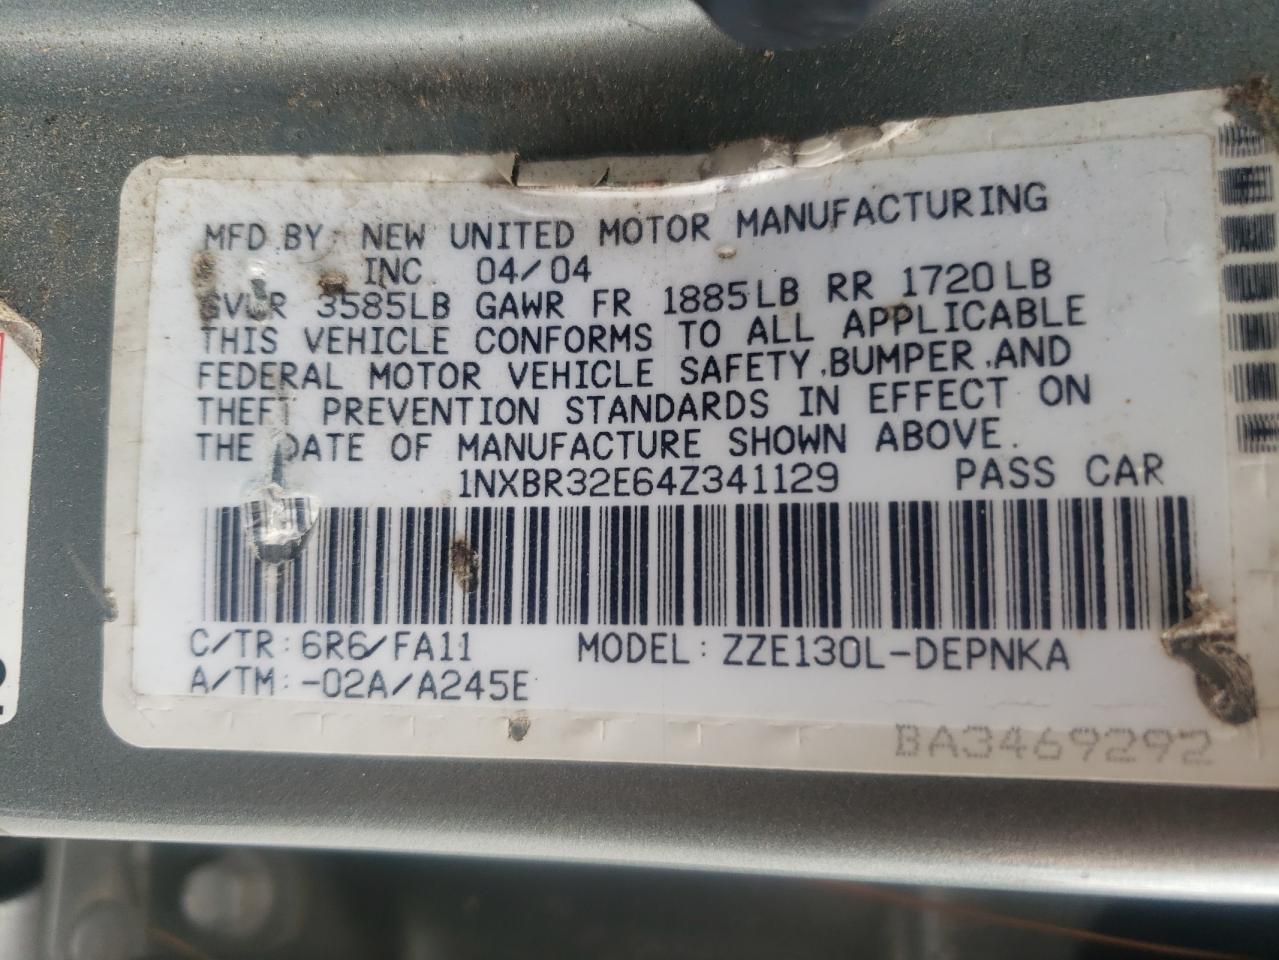 MFD.BY: NEW UNITED MOTOR MANUFACTURING
INC. 04/04
GVWR 3585LB GAWR FR 1885LB RR 1720LB
THIS VEHICLE CONFORMS TO ALL APPLICABLE
FEDERAL MOTOR VEHICLE SAFETY,BUMPER,AND
THEFT PREVENTION STANDARDS IN EFFECT ON
THE DATE OF MANUFACTURE SHOWN ABOVE.
1NXBR32E64Z341129 PASS CAR
C/TR: 6R6/FA11 MODEL: ZZE130L-DEPNKA
A/TM: -02A/A245E
BA3469292